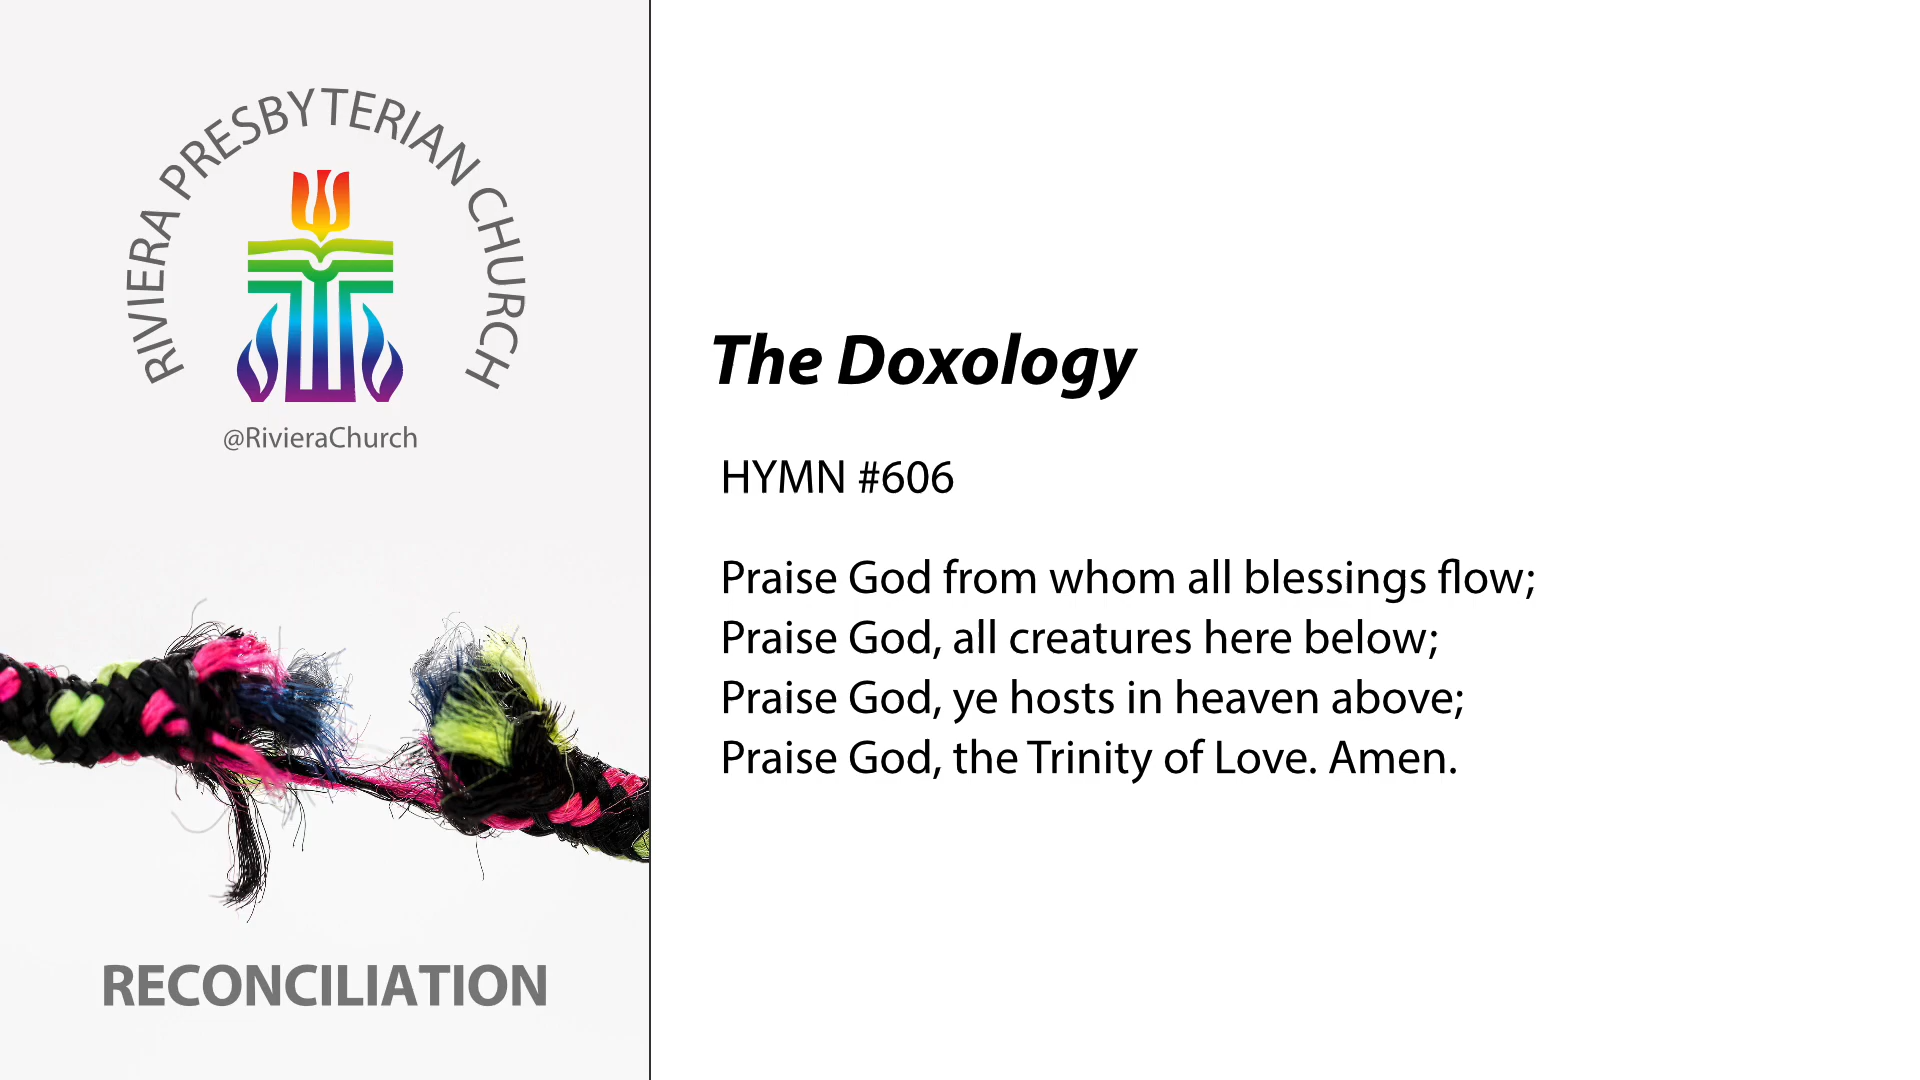 RIVIERA PRESBYTERIAN CHURCH
@RivieraChurch
RECONCILIATION
The Doxology
HYMN #606
Praise God from whom all blessings flow;
Praise God, all creatures here below;
Praise God, ye hosts in heaven above;
Praise God, the Trinity of Love. Amen.